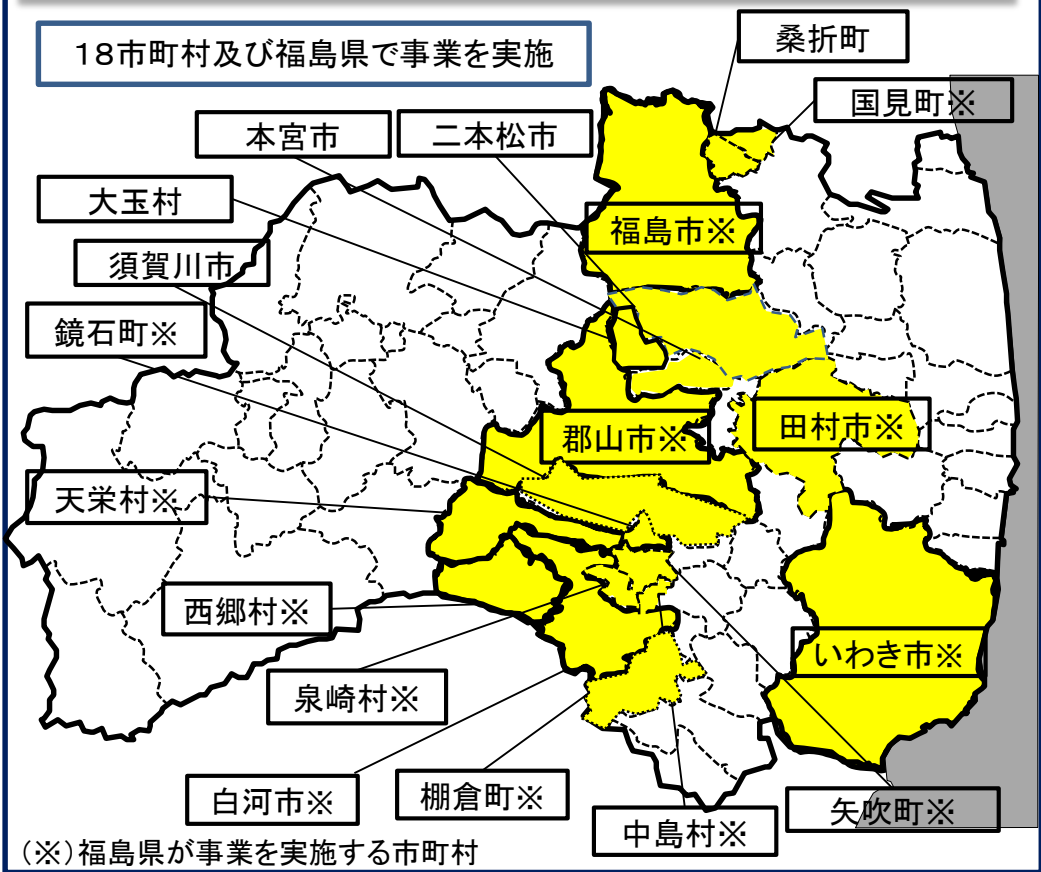 18市町村及び福島県で事業を実施
桑折町
国見町※
本宮市
二本松市
大玉村
福島市※
須賀川市
鏡石町※
郡山市※
田村市※
天栄村※
西郷村※
いわき市※
泉崎村※
白河市※
棚倉町※
中島村※
矢吹町※
(※)福島県が事業を実施する市町村